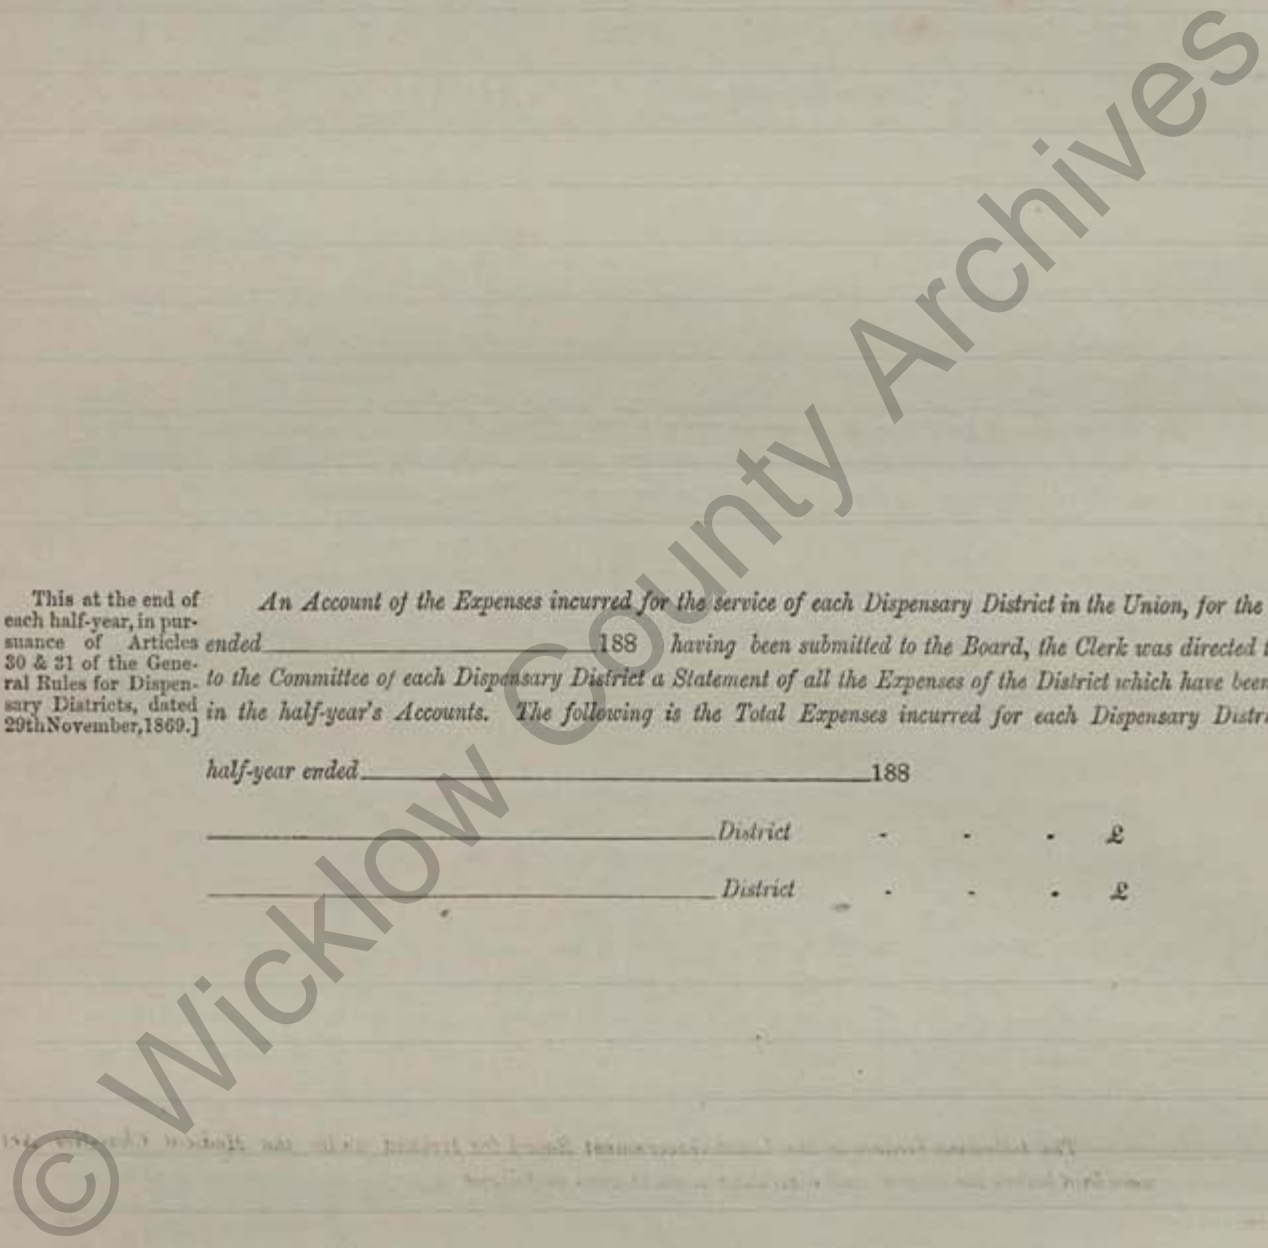 This at the end of
each half-year, in pur-
suance of Articles
30 & 31 of the Gene-
ral Rules for Dispen-
sary Districts, dated
29thNovember,1869.]
An Account of the Expenses incurred for the service of each Dispensary District in the Union, for the
ended 188 having been submitted to the Board, the Clerk was directed t
to the Committee of each Dispensary District a Statement of all the Expenses of the District which have been
in the half-year's Accounts. The following is the Total Expenses incurred for each Dispensary Distri
half-year ended 188
District - - - £
District - - - £
© Wicklow County Archives